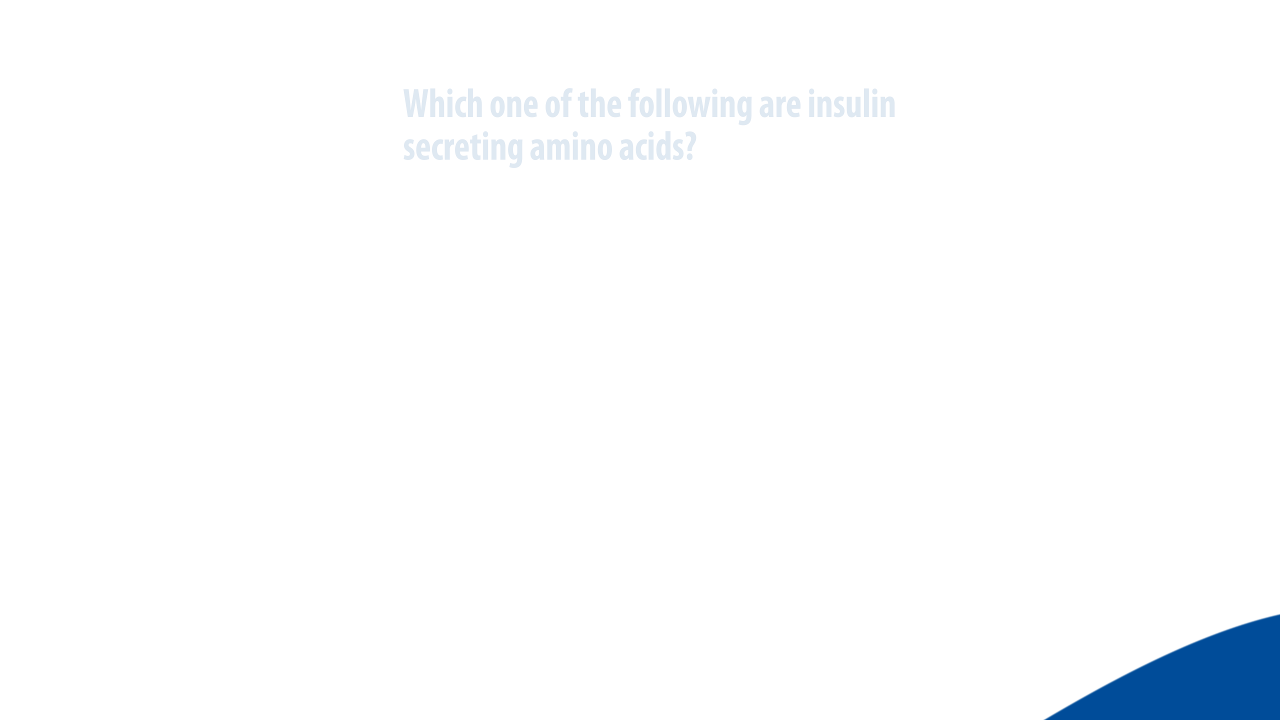 Which one of the following are insulin
secreting amino acids?